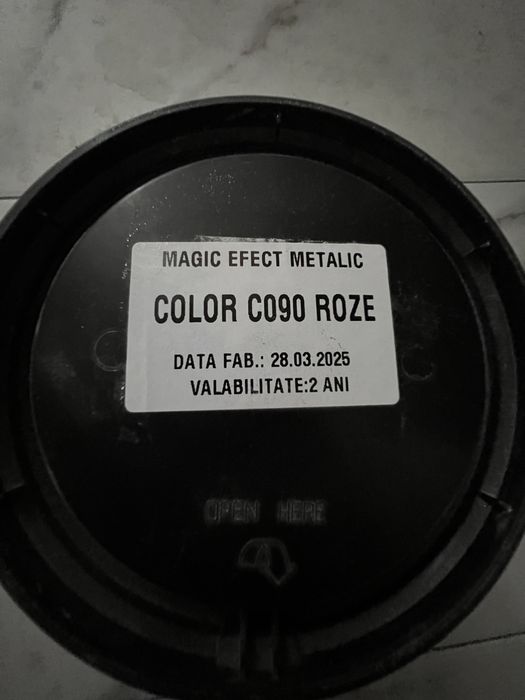 MAGIC EFECT METALIC
COLOR C090 ROZE
DATA FAB.: 28.03.2025
VALABILITATE:2 ANI
OPEN HERE